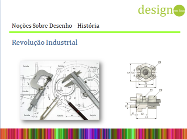 design
Noções Sobre Desenho - História
Revolução Industrial